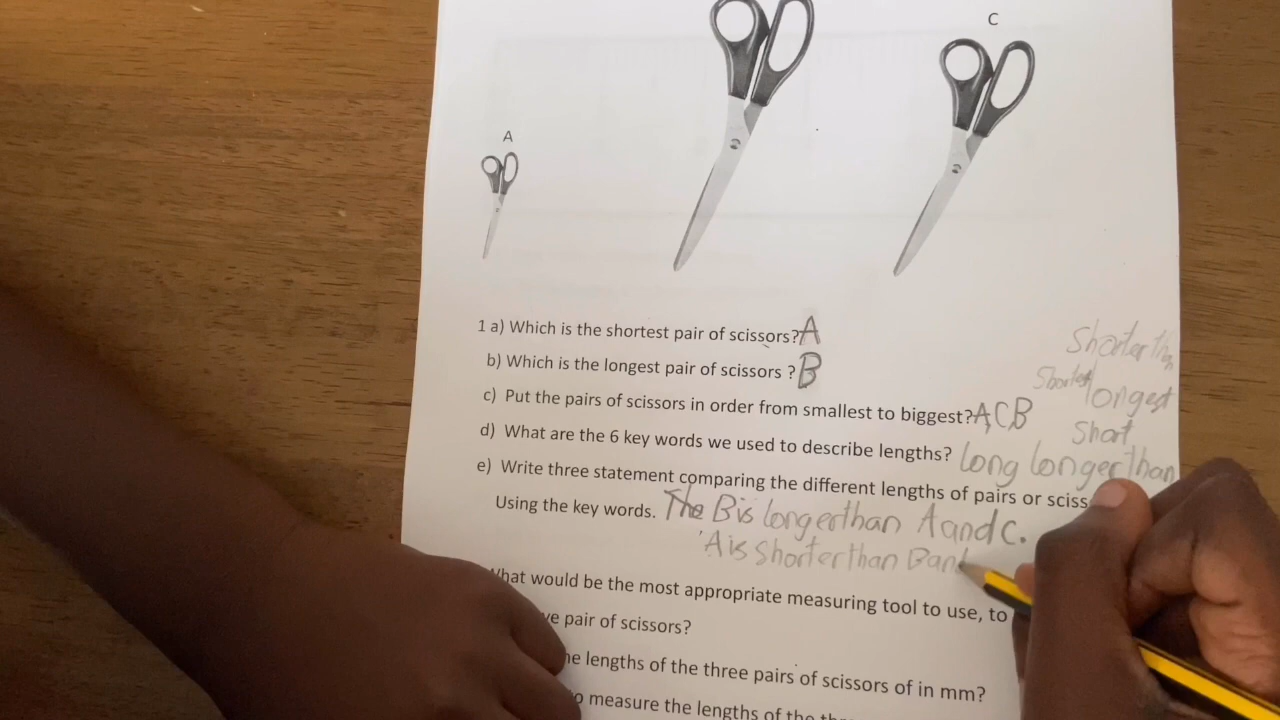 C
A
1 a) Which is the shortest pair of scissors? A
b) Which is the longest pair of scissors ? B
c) Put the pairs of scissors in order from smallest to biggest? A, C, B
d) What are the 6 key words we used to describe lengths? long longer than
short
longest
shortest
shorter than
e) Write three statement comparing the different lengths of pairs or sciss
Using the key words. The B is longer than A and C.
A is shorter than B an
What would be the most appropriate measuring tool to use, to
ve pair of scissors?
he lengths of the three pairs of scissors of in mm?
o measure the lengths of the